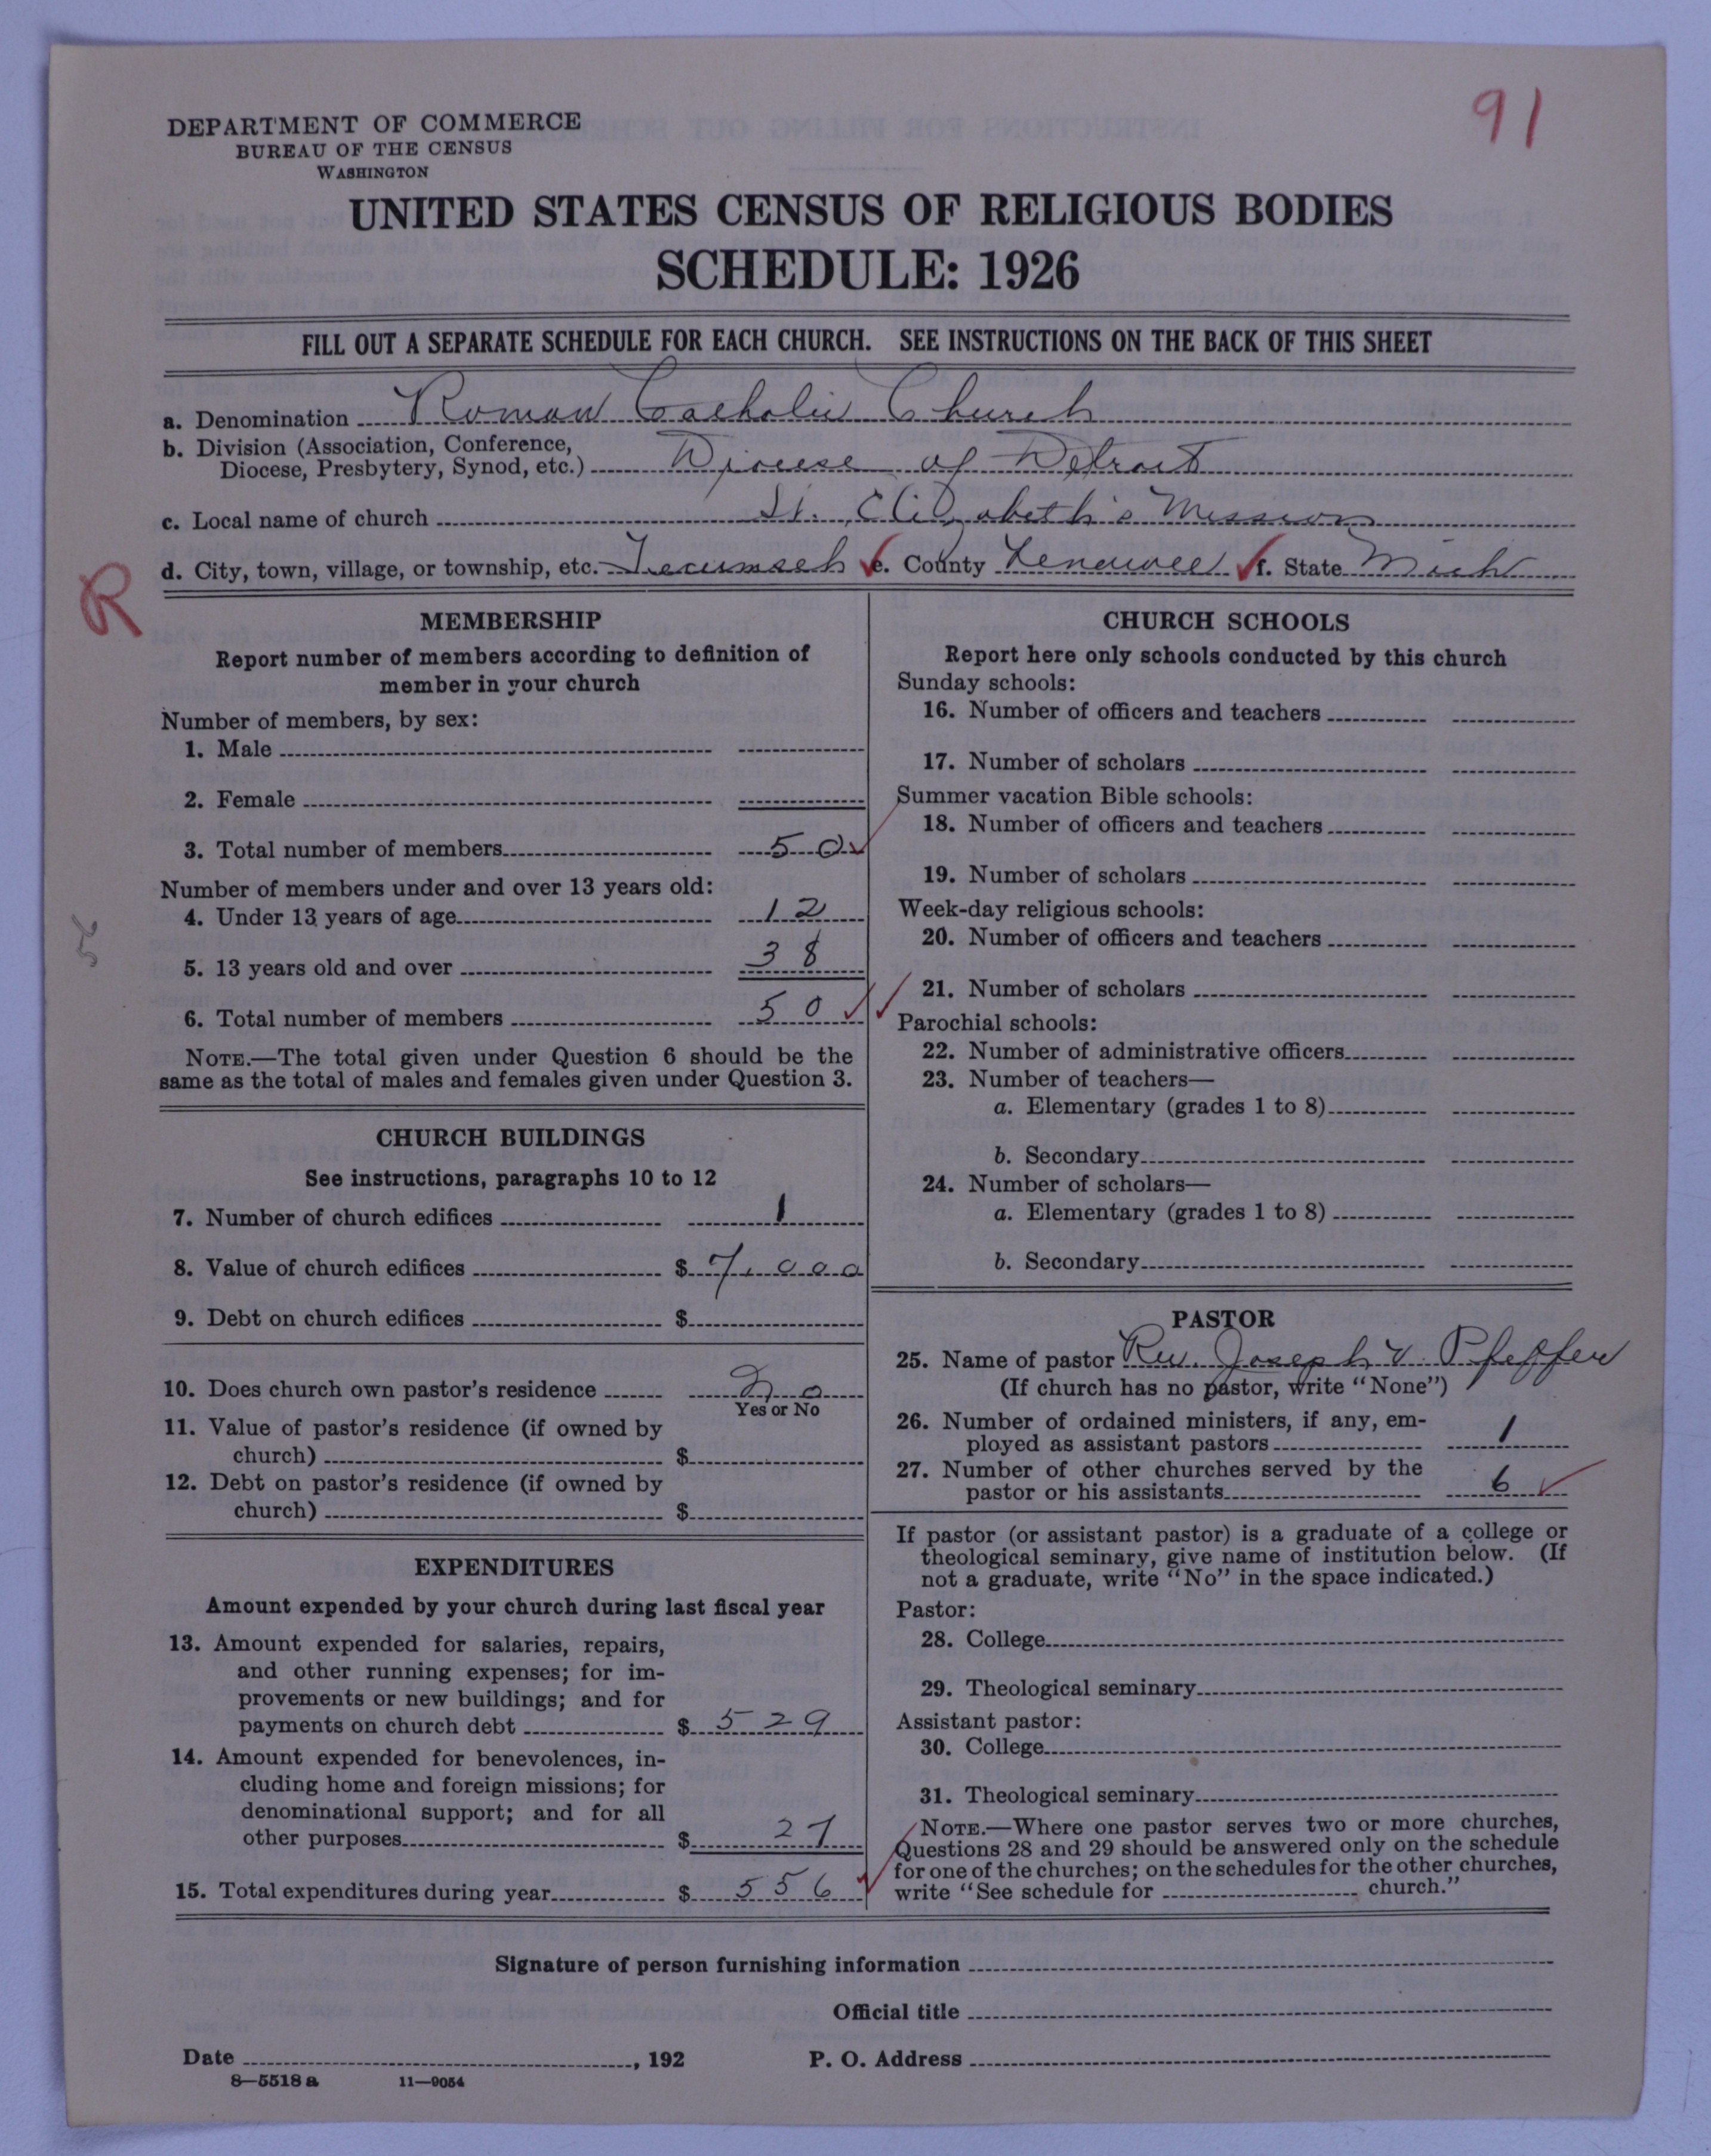 91
DEPARTMENT OF COMMERCE
BUREAU OF THE CENSUS
WASHINGTON
UNITED STATES CENSUS OF RELIGIOUS BODIES
SCHEDULE: 1926
FILL OUT A SEPARATE SCHEDULE FOR EACH CHURCH. SEE INSTRUCTIONS ON THE BACK OF THIS SHEET
a. Denomination Roman Catholic Church
b. Division (Association, Conference,
Diocese, Presbytery, Synod, etc.) Diocese of Detroit
c. Local name of church St. Elizabeth's Mission
d. City, town, village, or township, etc. Tecumseh e. County Lenawee f. State Mich
R
MEMBERSHIP
Report number of members according to definition of
member in your church
Number of members, by sex:
1. Male
2. Female
3. Total number of members 50
Number of members under and over 13 years old:
4. Under 13 years of age 12
5. 13 years old and over 38
56
6. Total number of members 50
NOTE.—The total given under Question 6 should be the
same as the total of males and females given under Question 3.
CHURCH BUILDINGS
See instructions, paragraphs 10 to 12
7. Number of church edifices 1
8. Value of church edifices $ 7,000
9. Debt on church edifices $
10. Does church own pastor's residence No
Yes or No
11. Value of pastor's residence (if owned by
church) $
12. Debt on pastor's residence (if owned by
church) $
EXPENDITURES
Amount expended by your church during last fiscal year
13. Amount expended for salaries, repairs,
and other running expenses; for im-
provements or new buildings; and for
payments on church debt $ 529
14. Amount expended for benevolences, in-
cluding home and foreign missions; for
denominational support; and for all
other purposes $ 27
15. Total expenditures during year $ 556
CHURCH SCHOOLS
Report here only schools conducted by this church
Sunday schools:
16. Number of officers and teachers
17. Number of scholars
Summer vacation Bible schools:
18. Number of officers and teachers
19. Number of scholars
Week-day religious schools:
20. Number of officers and teachers
21. Number of scholars
Parochial schools:
22. Number of administrative officers
23. Number of teachers—
a. Elementary (grades 1 to 8)
b. Secondary
24. Number of scholars—
a. Elementary (grades 1 to 8)
b. Secondary
PASTOR
25. Name of pastor Rev. Joseph V. Pfeffer
(If church has no pastor, write "None")
26. Number of ordained ministers, if any, em-
ployed as assistant pastors 1
27. Number of other churches served by the
pastor or his assistants 6
If pastor (or assistant pastor) is a graduate of a college or
theological seminary, give name of institution below. (If
not a graduate, write "No" in the space indicated.)
Pastor:
28. College
29. Theological seminary
Assistant pastor:
30. College
31. Theological seminary
NOTE.—Where one pastor serves two or more churches,
Questions 28 and 29 should be answered only on the schedule
for one of the churches; on the schedules for the other churches,
write "See schedule for church."
Signature of person furnishing information
Official title
Date , 192 P. O. Address
8—5518 a 11—9054